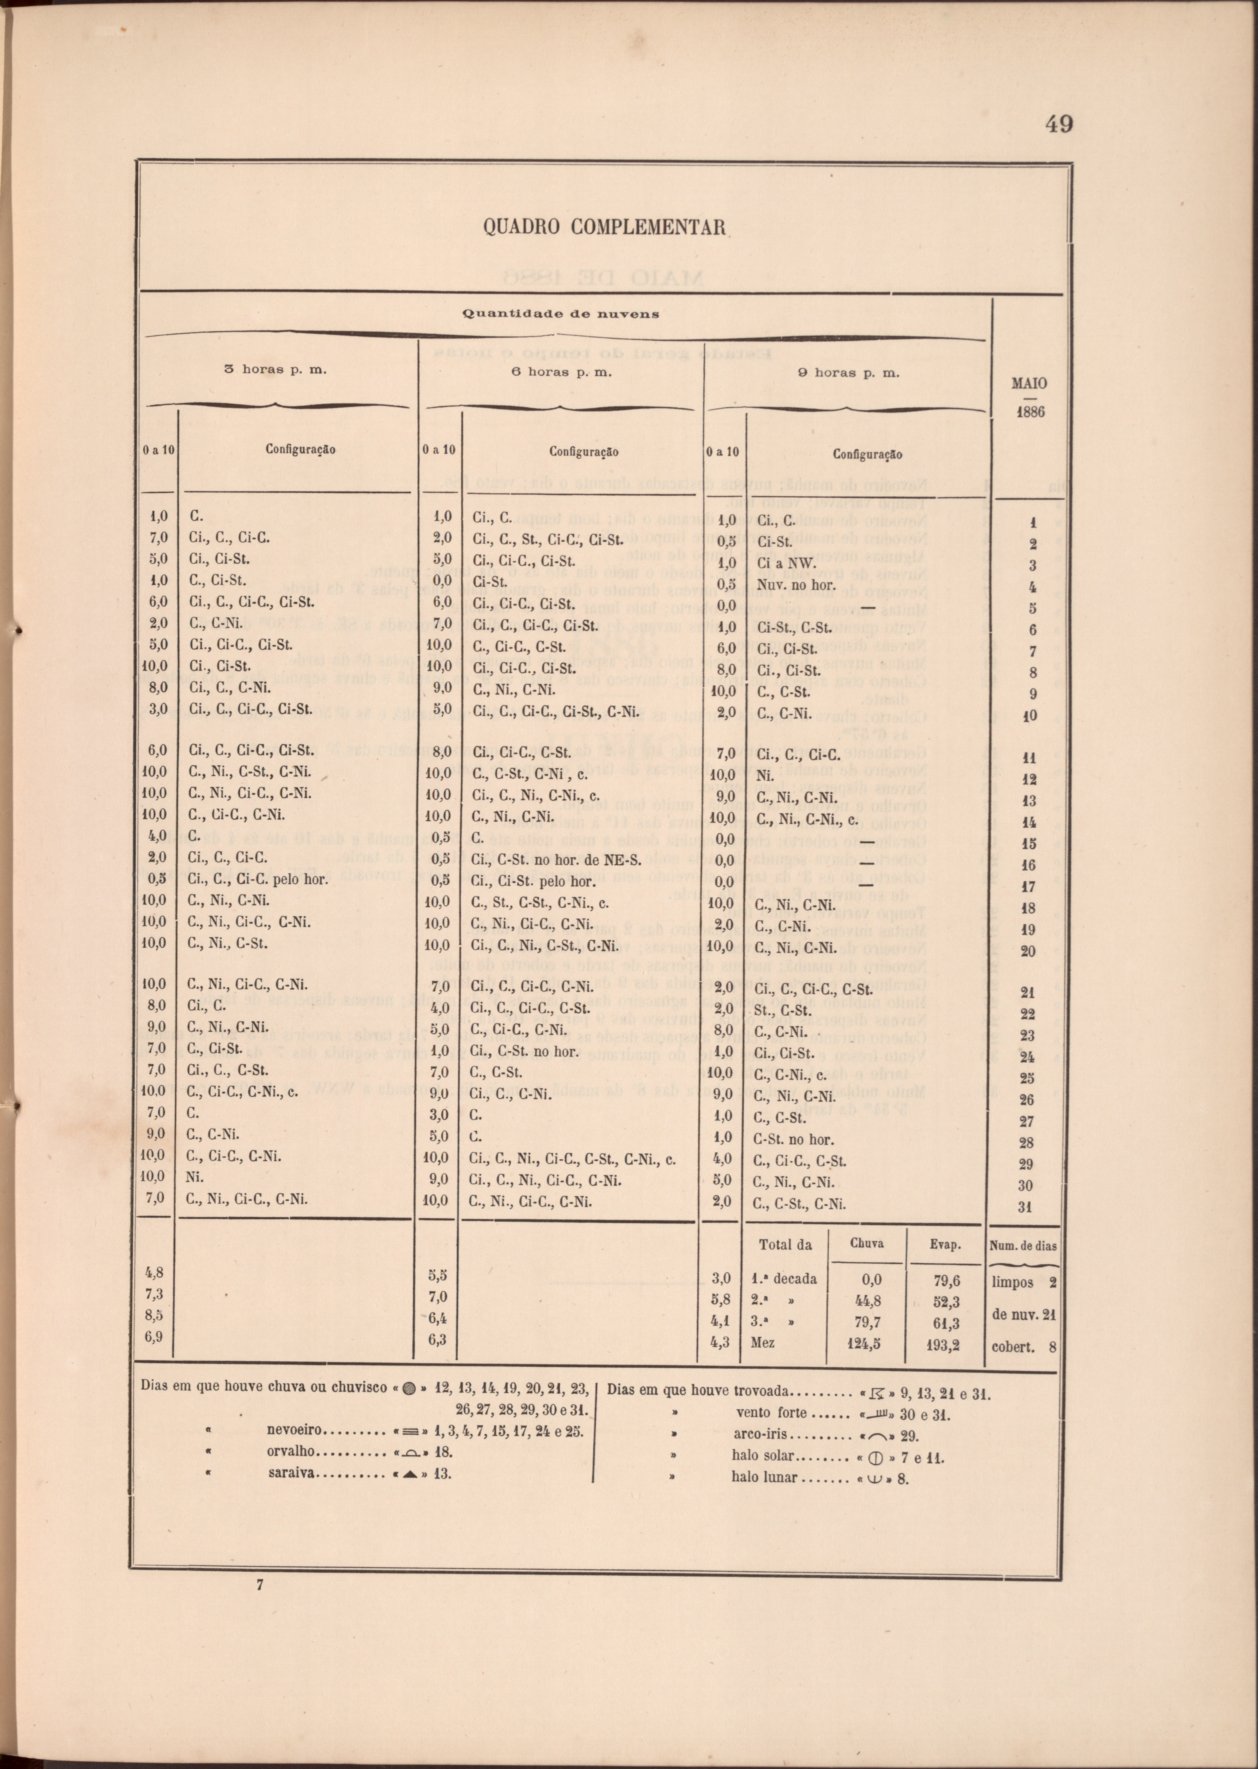 49
QUADRO COMPLEMENTAR
Quantidade de nuvens
3 horas p. m. 6 horas p. m. 9 horas p. m. MAIO
1886
0 a 10 Configuração 0 a 10 Configuração 0 a 10 Configuração
1,0 C. 1,0 Ci., C. 1,0 Ci., C. 1
7,0 Ci., C., Ci-C. 2,0 Ci., C., St., Ci-C., Ci-St. 0,5 Ci-St. 2
5,0 Ci., Ci-St. 5,0 Ci., Ci-C., Ci-St. 1,0 Ci a NW. 3
1,0 C., Ci-St. 0,0 Ci-St. 0,5 Nuv. no hor. 4
6,0 Ci., C., Ci-C., Ci-St. 6,0 Ci., Ci-C., Ci-St. 0,0 — 5
2,0 C., C-Ni. 7,0 Ci., C., Ci-C., Ci-St. 1,0 Ci-St., C-St. 6
5,0 Ci., Ci-C., Ci-St. 10,0 C., Ci-C., C-St. 6,0 Ci., Ci-St. 7
10,0 Ci., Ci-St. 10,0 Ci., Ci-C., Ci-St. 8,0 Ci., Ci-St. 8
8,0 Ci., C., C-Ni. 9,0 C., Ni., C-Ni. 10,0 C., C-St. 9
3,0 Ci., C., Ci-C., Ci-St. 5,0 Ci., C., Ci-C., Ci-St., C-Ni. 2,0 C., C-Ni. 10
6,0 Ci., C., Ci-C., Ci-St. 8,0 Ci., Ci-C., C-St. 7,0 Ci., C., Ci-C. 11
10,0 C., Ni., C-St., C-Ni. 10,0 C., C-St., C-Ni , c. 10,0 Ni. 12
10,0 C., Ni., Ci-C., C-Ni. 10,0 Ci., C., Ni., C-Ni., c. 9,0 C., Ni., C-Ni. 13
10,0 C., Ci-C., C-Ni. 10,0 C., Ni., C-Ni. 10,0 C., Ni., C-Ni., c. 14
4,0 C. 0,5 C. 0,0 — 15
2,0 Ci., C., Ci-C. 0,5 Ci., C-St. no hor. de NE-S. 0,0 — 16
0,5 Ci., C., Ci-C. pelo hor. 0,5 Ci., Ci-St. pelo hor. 0,0 — 17
10,0 C., Ni., C-Ni. 10,0 C., St., C-St., C-Ni., c. 10,0 C., Ni., C-Ni. 18
10,0 C., Ni., Ci-C., C-Ni. 10,0 C., Ni., Ci-C., C-Ni. 2,0 C., C-Ni. 19
10,0 C., Ni., C-St. 10,0 Ci., C., Ni., C-St., C-Ni. 10,0 C., Ni., C-Ni. 20
10,0 C., Ni., Ci-C., C-Ni. 7,0 Ci., C., Ci-C., C-Ni. 2,0 Ci., C., Ci-C., C-St. 21
8,0 Ci., C. 4,0 Ci., C., Ci-C., C-St. 2,0 St., C-St. 22
9,0 C., Ni., C-Ni. 5,0 C., Ci-C., C-Ni. 8,0 C., C-Ni. 23
7,0 C., Ci-St. 1,0 Ci., C-St. no hor. 1,0 Ci., Ci-St. 24
7,0 Ci., C., C-St. 7,0 C., C-St. 10,0 C., C-Ni., c. 25
10.0 C., Ci-C., C-Ni., c. 9,0 Ci., C., C-Ni. 9,0 C., Ni., C-Ni. 26
7,0 C. 3,0 C. 1,0 C., C-St. 27
9,0 C., C-Ni. 5,0 C. 1,0 C-St. no hor. 28
10,0 C., Ci-C., C-Ni. 10,0 Ci., C., Ni., Ci-C., C-St., C-Ni., c. 4,0 C., Ci-C., C-St. 29
10,0 Ni. 9,0 Ci., C., Ni., Ci-C., C-Ni. 5,0 C., Ni., C-Ni. 30
7,0 C., Ni., Ci-C., C-Ni. 10,0 C., Ni., Ci-C., C-Ni. 2,0 C., C-St., C-Ni. 31
Total da Chuva Evap. Num. de dias
4,8 5,5 3,0 1.ª decada 0,0 79,6 limpos 2
7,3 7,0 5,8 2.ª » 44,8 52,3
8,5 6,4 4,1 3.ª » 79,7 61,3 de nuv. 21
6,9 6,3 4,3 Mez 124,5 193,2 cobert. 8
Dias em que houve chuva ou chuvisco « » 12, 13, 14, 19, 20, 21, 23,
26, 27, 28, 29, 30 e 31.
« nevoeiro......... « » 1, 3, 4, 7, 15, 17, 24 e 25.
« orvalho.......... « » 18.
« saraiva.......... « » 13.
Dias em que houve trovoada......... « » 9, 13, 21 e 31.
» vento forte ...... « » 30 e 31.
» arco-iris......... « » 29.
» halo solar........ « » 7 e 11.
» halo lunar ....... « » 8.
7